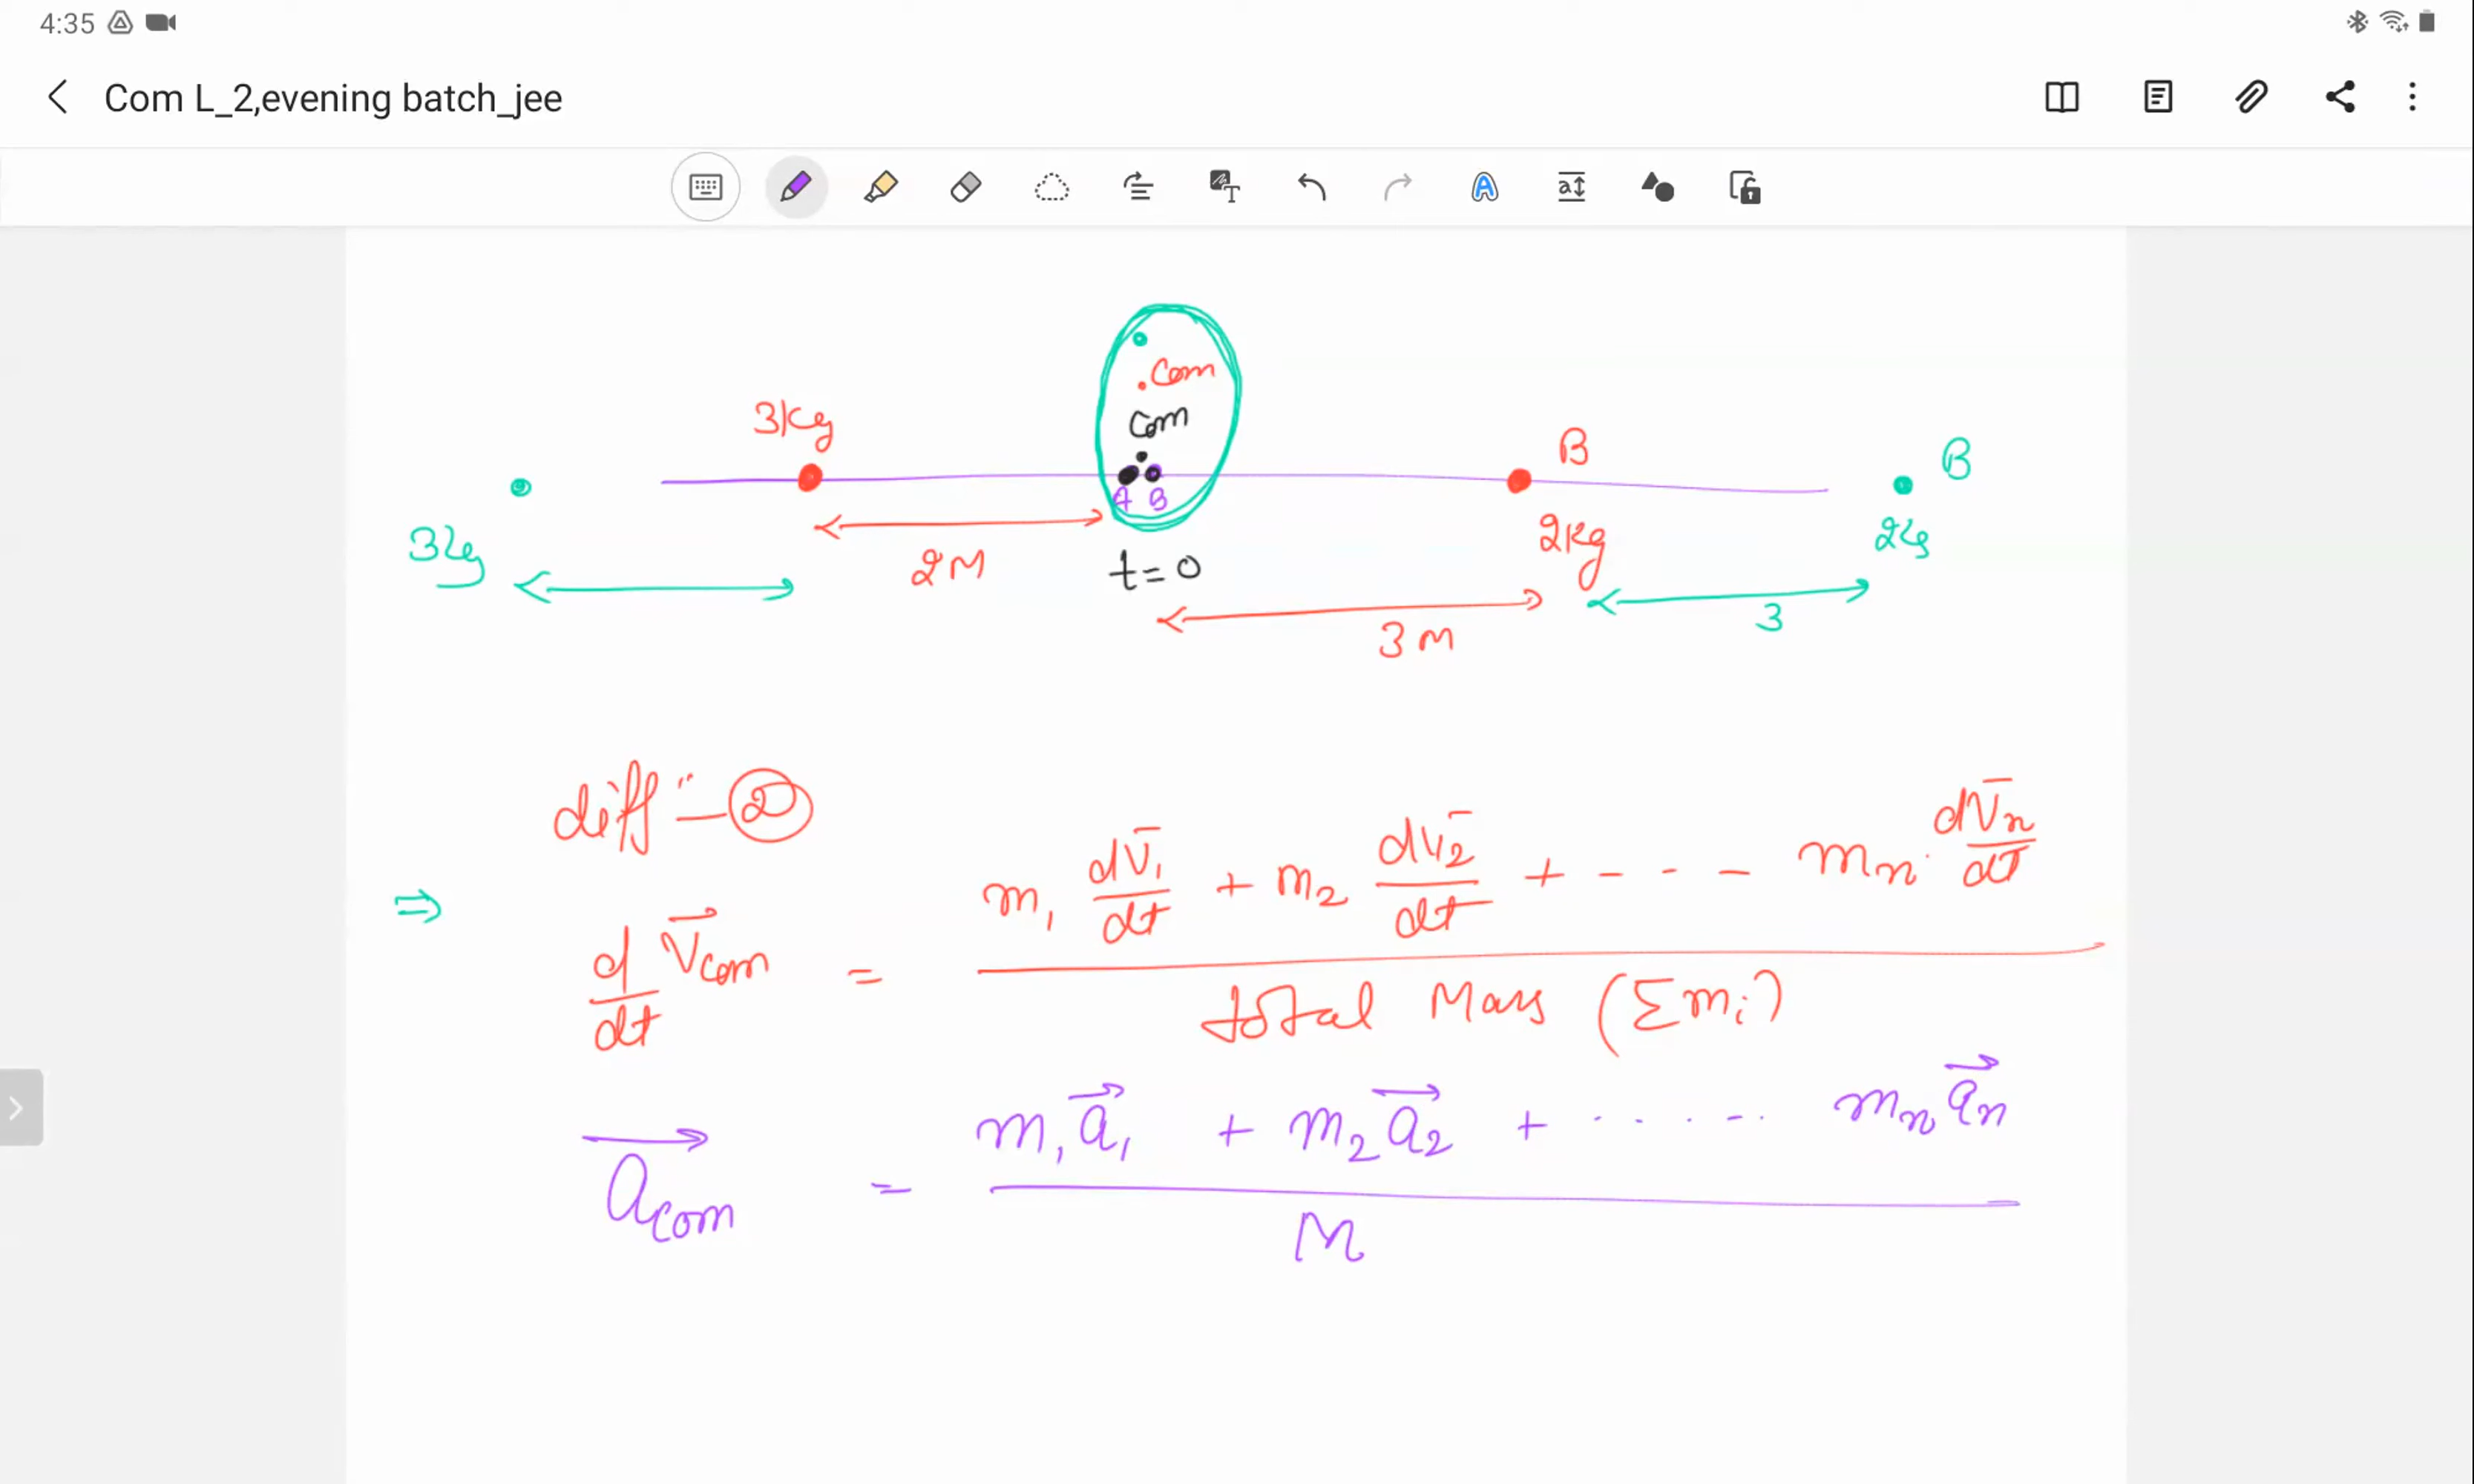 4:35
Com L_2,evening batch_jee
.Com
Com
3kg
B
B
A B
3kg
2M
t=0
2kg
2kg
3M
3
diff :- ②
⇒ d/dt V⃗com = (m₁ dV̄₁/dt + m₂ dV̄₂/dt + - - - - mₙ . dV̄ₙ/dt) / total Mass (Σmᵢ)
a⃗com = (m₁a⃗₁ + m₂a⃗₂ + ..... mₙa⃗ₙ) / M